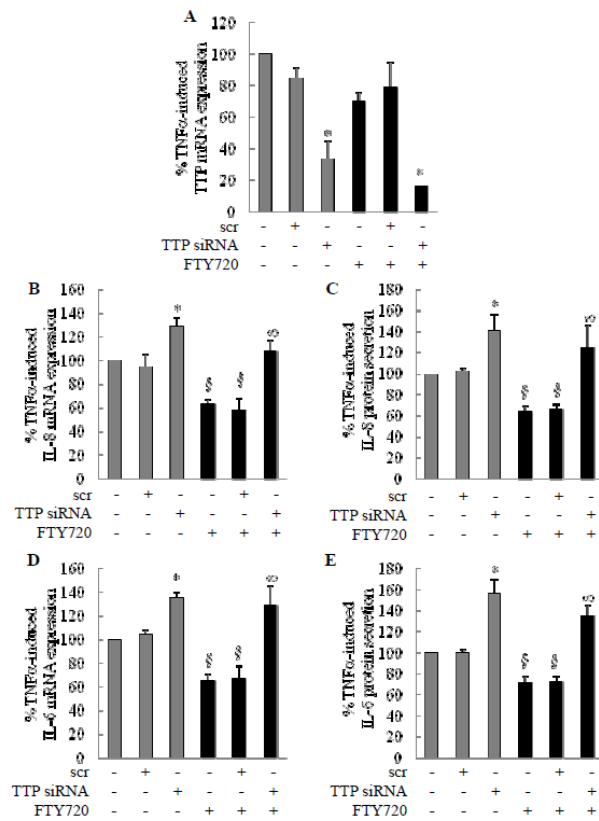 A
% TNFα-induced
TTP mRNA expression
120
100
80
60
40
20
0
*
*
scr - + - - + -
TTP siRNA - - + - - +
FTY720 - - - + + +
B
% TNFα-induced
IL-8 mRNA expression
160
140
120
100
80
60
40
20
0
*
scr - + - - + -
TTP siRNA - - + - - +
FTY720 - - - + + +
C
% TNFα-induced
IL-8 protein secretion
180
160
140
120
100
80
60
40
20
0
*
scr - + - - + -
TTP siRNA - - + - - +
FTY720 - - - + + +
D
% TNFα-induced
IL-6 mRNA expression
160
140
120
100
80
60
40
20
0
*
scr - + - - + -
TTP siRNA - - + - - +
FTY720 - - - + + +
E
% TNFα-induced
IL-6 protein secretion
180
160
140
120
100
80
60
40
20
0
*
scr - + - - + -
TTP siRNA - - + - - +
FTY720 - - - + + +